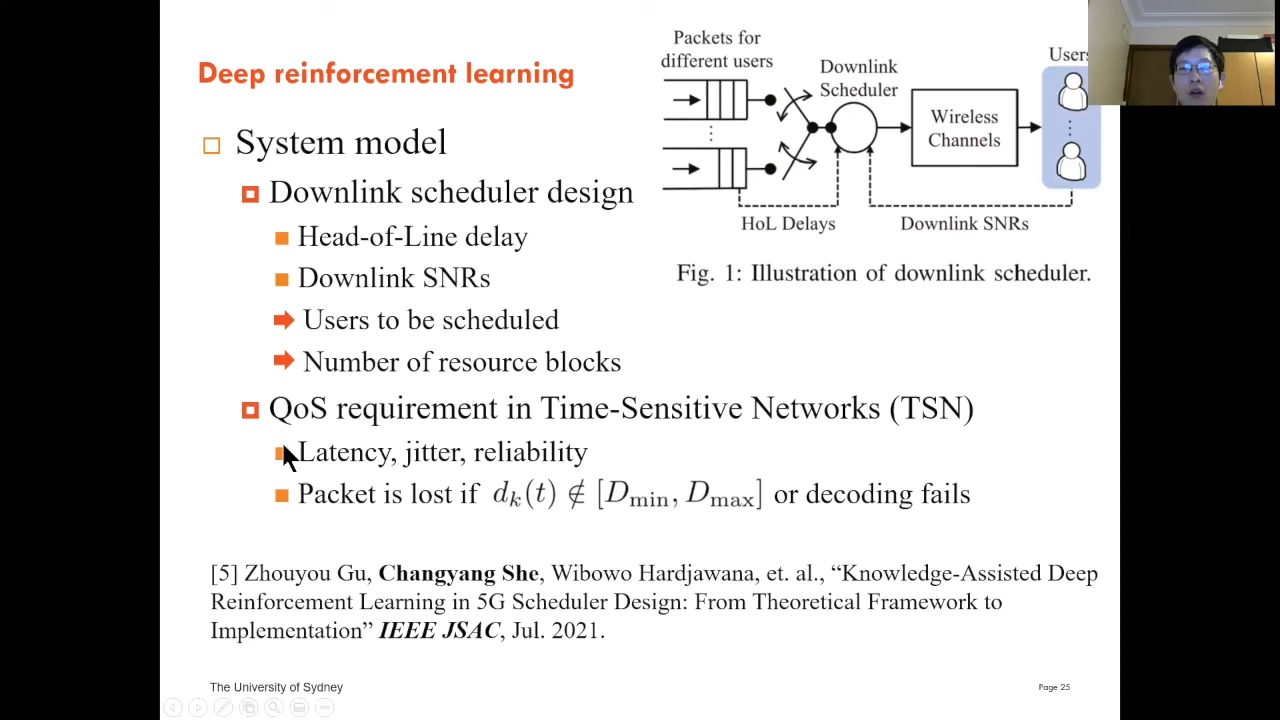 Deep reinforcement learning
System model
Downlink scheduler design
Head-of-Line delay
Downlink SNRs
Users to be scheduled
Number of resource blocks
QoS requirement in Time-Sensitive Networks (TSN)
Latency, jitter, reliability
Packet is lost if d_k(t) ∉ [D_min, D_max] or decoding fails
Packets for
different users
Downlink
Scheduler
Wireless
Channels
Users
HoL Delays
Downlink SNRs
Fig. 1: Illustration of downlink scheduler.
[5] Zhouyou Gu, Changyang She, Wibowo Hardjawana, et. al., “Knowledge-Assisted Deep
Reinforcement Learning in 5G Scheduler Design: From Theoretical Framework to
Implementation” IEEE JSAC, Jul. 2021.
The University of Sydney
Page 25